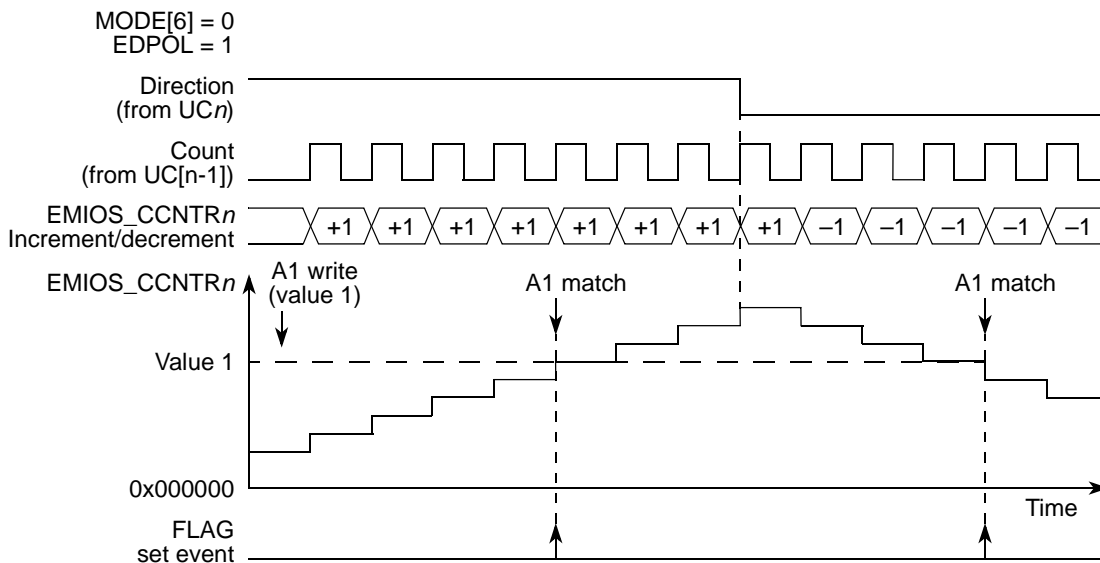 MODE[6] = 0
EDPOL = 1
Direction
(from UCn)
Count
(from UC[n-1])
EMIOS_CCNTRn
Increment/decrement
+1 +1 +1 +1 +1 +1 +1 +1 –1 –1 –1 –1 –1
EMIOS_CCNTRn
A1 write
(value 1)
A1 match
A1 match
Value 1
0x000000
Time
FLAG
set event